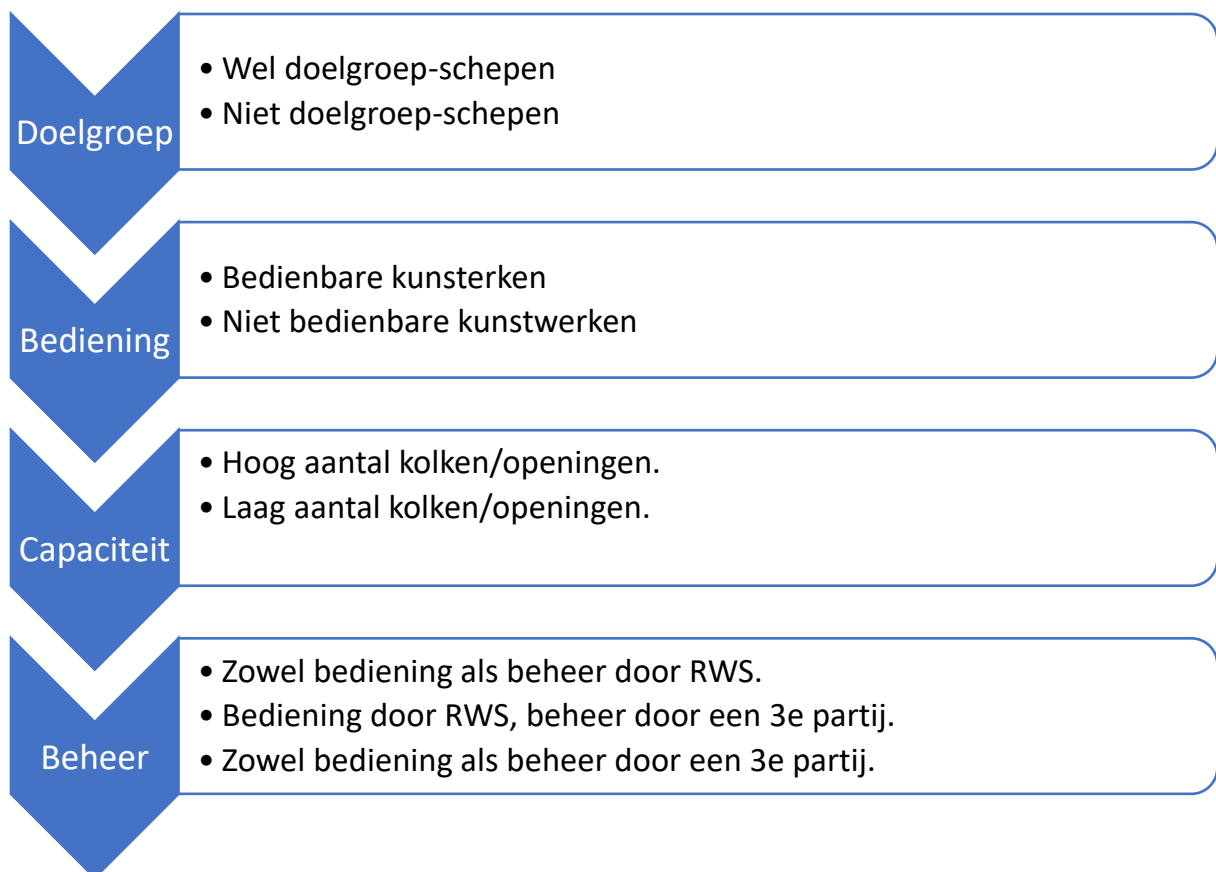 Doelgroep
• Wel doelgroep-schepen
• Niet doelgroep-schepen
Bediening
• Bedienbare kunsterken
• Niet bedienbare kunstwerken
Capaciteit
• Hoog aantal kolken/openingen.
• Laag aantal kolken/openingen.
Beheer
• Zowel bediening als beheer door RWS.
• Bediening door RWS, beheer door een 3e partij.
• Zowel bediening als beheer door een 3e partij.